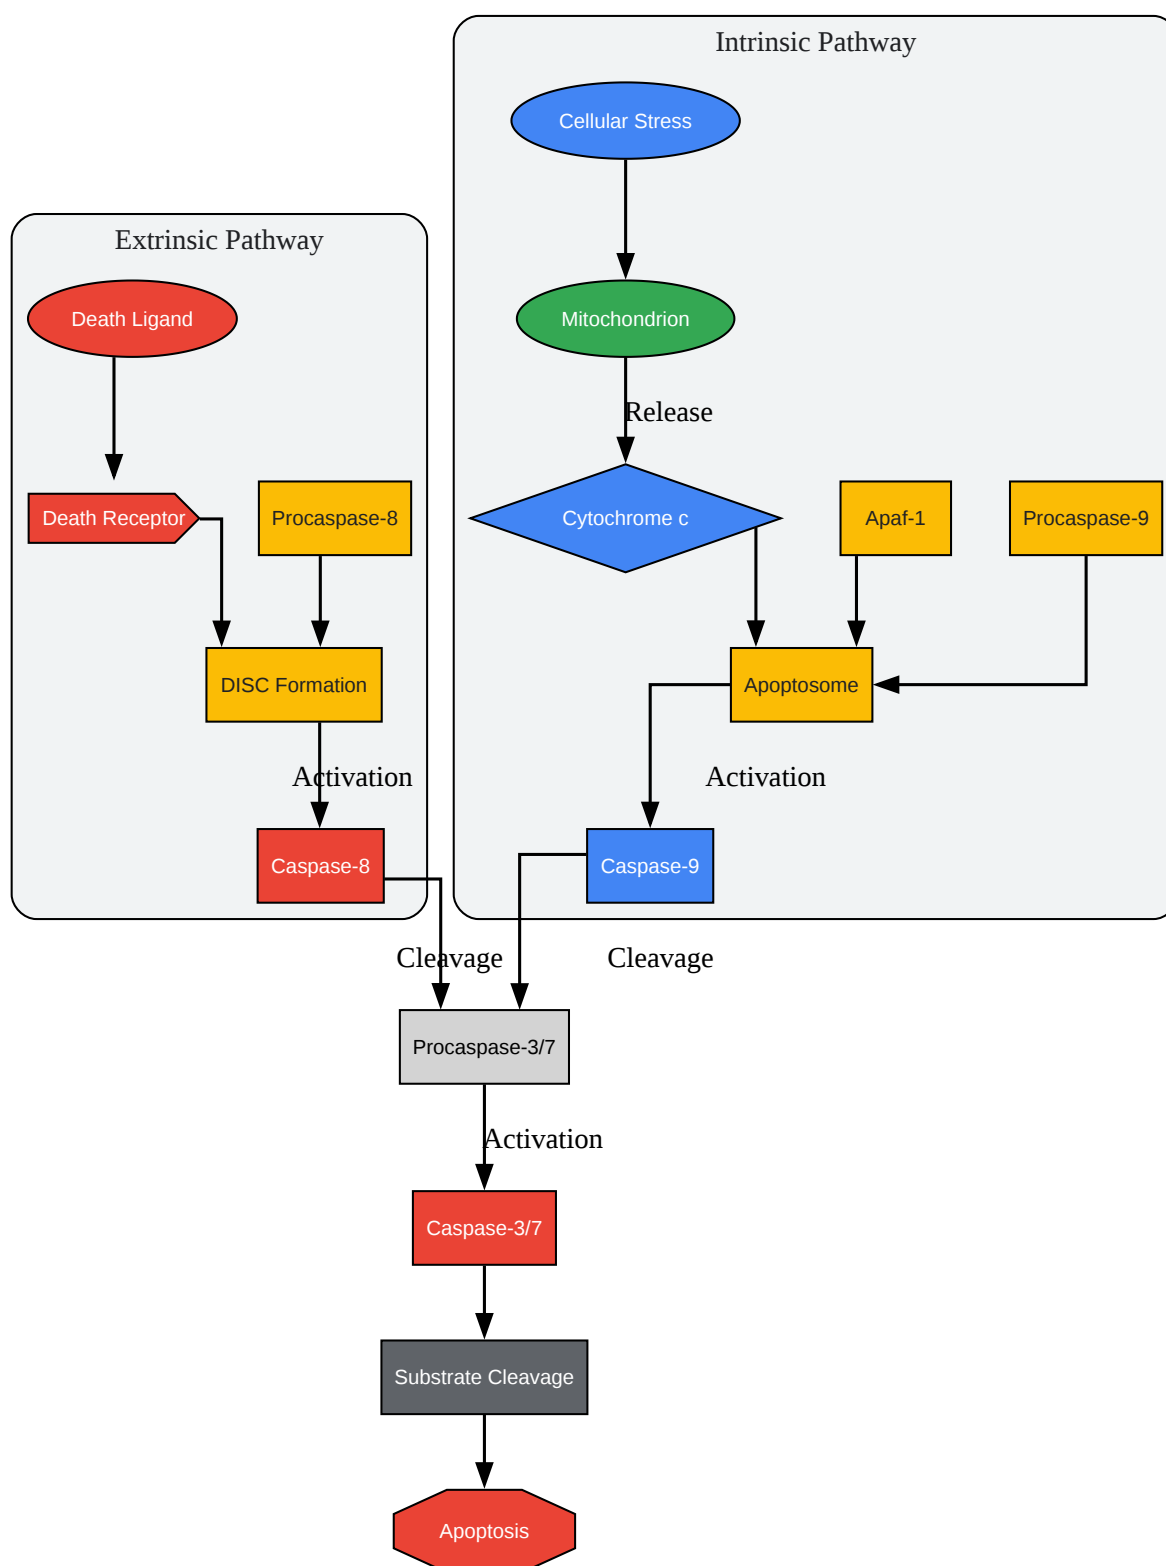 Intrinsic Pathway
Cellular Stress
Extrinsic Pathway
Death Ligand
Mitochondrion
Release
Death Receptor
Procaspase-8
Cytochrome c
Apaf-1
Procaspase-9
DISC Formation
Apoptosome
Activation
Activation
Caspase-8
Caspase-9
Cleavage
Cleavage
Procaspase-3/7
Activation
Caspase-3/7
Substrate Cleavage
Apoptosis